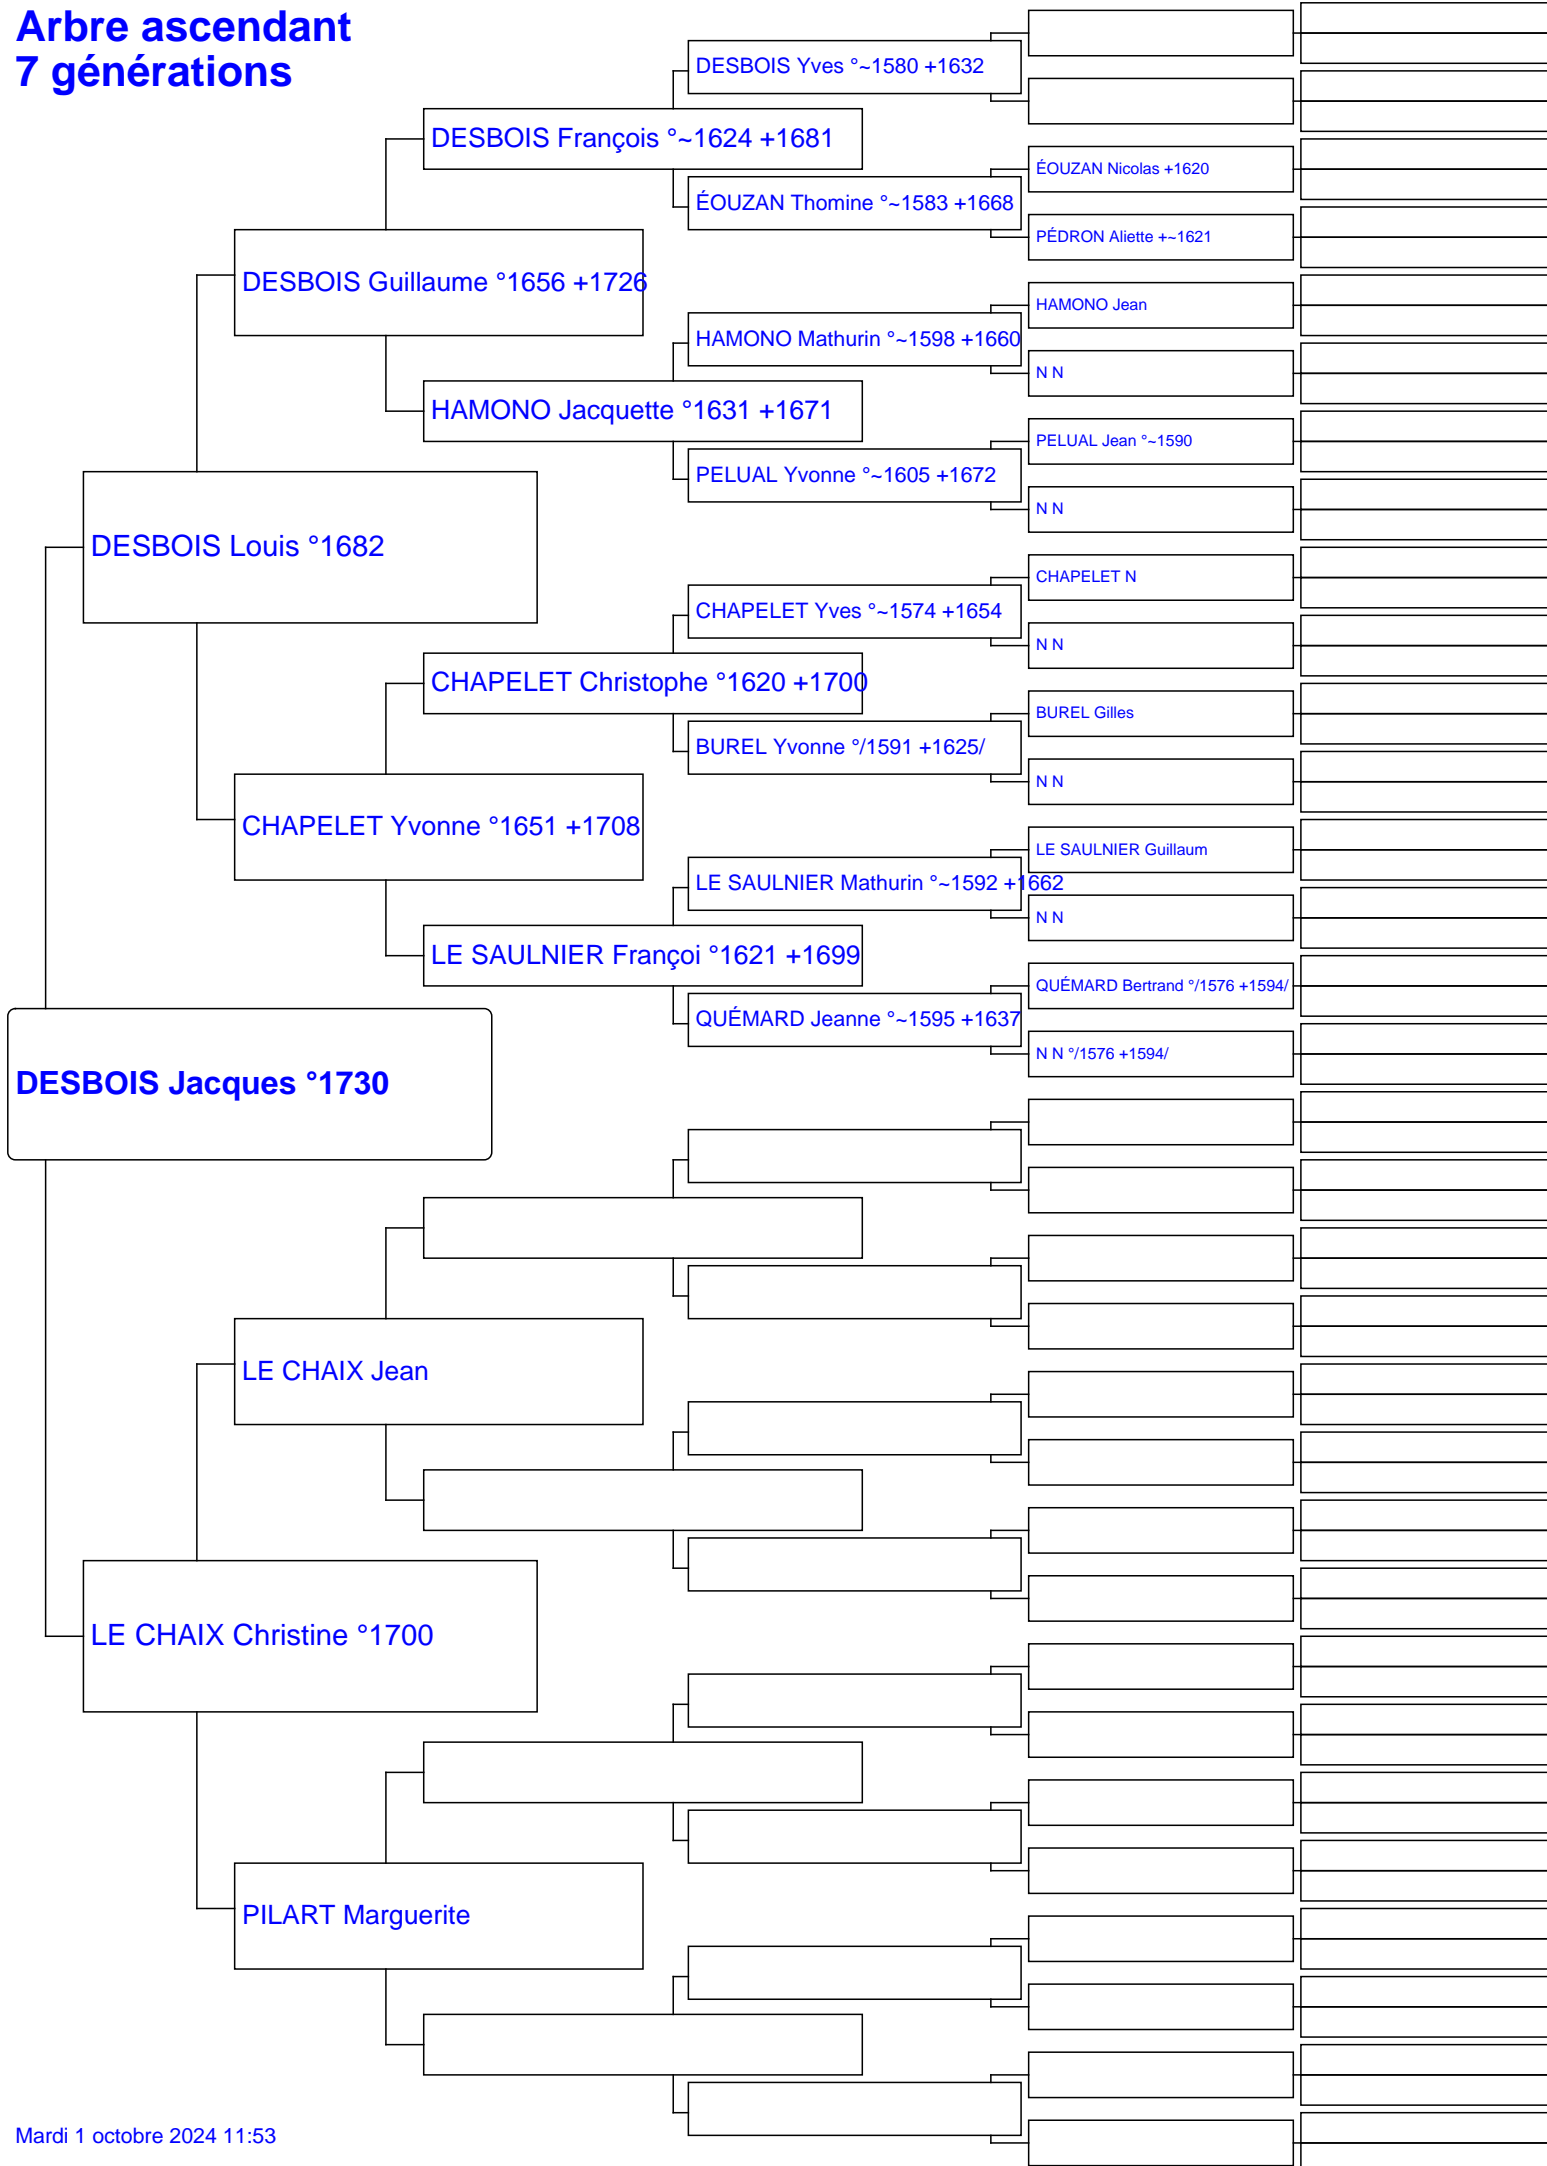 Arbre ascendant
7 générations
DESBOIS Yves °~1580 +1632
DESBOIS François °~1624 +1681
ÉOUZAN Nicolas +1620
ÉOUZAN Thomine °~1583 +1668
PÉDRON Aliette +~1621
DESBOIS Guillaume °1656 +1726
HAMONO Jean
HAMONO Mathurin °~1598 +1660
N N
HAMONO Jacquette °1631 +1671
PELUAL Jean °~1590
PELUAL Yvonne °~1605 +1672
N N
DESBOIS Louis °1682
CHAPELET N
CHAPELET Yves °~1574 +1654
N N
CHAPELET Christophe °1620 +1700
BUREL Gilles
BUREL Yvonne °/1591 +1625/
N N
CHAPELET Yvonne °1651 +1708
LE SAULNIER Guillaum
LE SAULNIER Mathurin °~1592 +1662
N N
LE SAULNIER Françoi °1621 +1699
QUÉMARD Bertrand °/1576 +1594/
QUÉMARD Jeanne °~1595 +1637
N N °/1576 +1594/
DESBOIS Jacques °1730
LE CHAIX Jean
LE CHAIX Christine °1700
PILART Marguerite
Mardi 1 octobre 2024 11:53